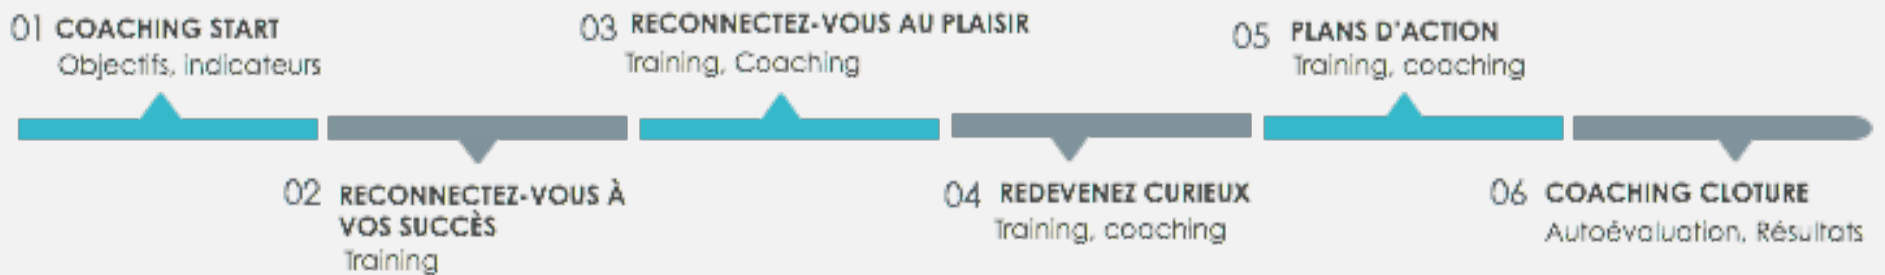 01 COACHING START
Objectifs, indicateurs
02 RECONNECTEZ-VOUS À
VOS SUCCÈS
Training
03 RECONNECTEZ-VOUS AU PLAISIR
Training, Coaching
04 REDEVENEZ CURIEUX
Training, coaching
05 PLANS D'ACTION
Training, coaching
06 COACHING CLOTURE
Autoévaluation, Résultats